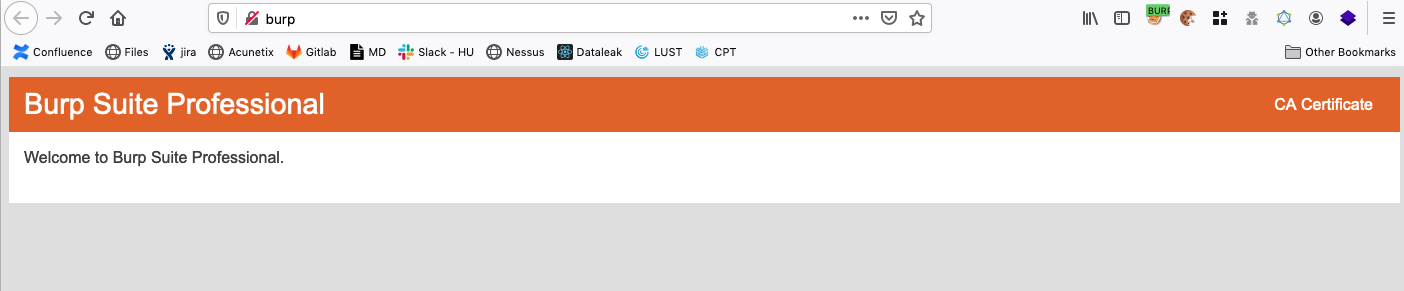 burp
BURP
Confluence Files jira Acunetix Gitlab MD Slack - HU Nessus Dataleak LUST CPT Other Bookmarks
Burp Suite Professional CA Certificate
Welcome to Burp Suite Professional.